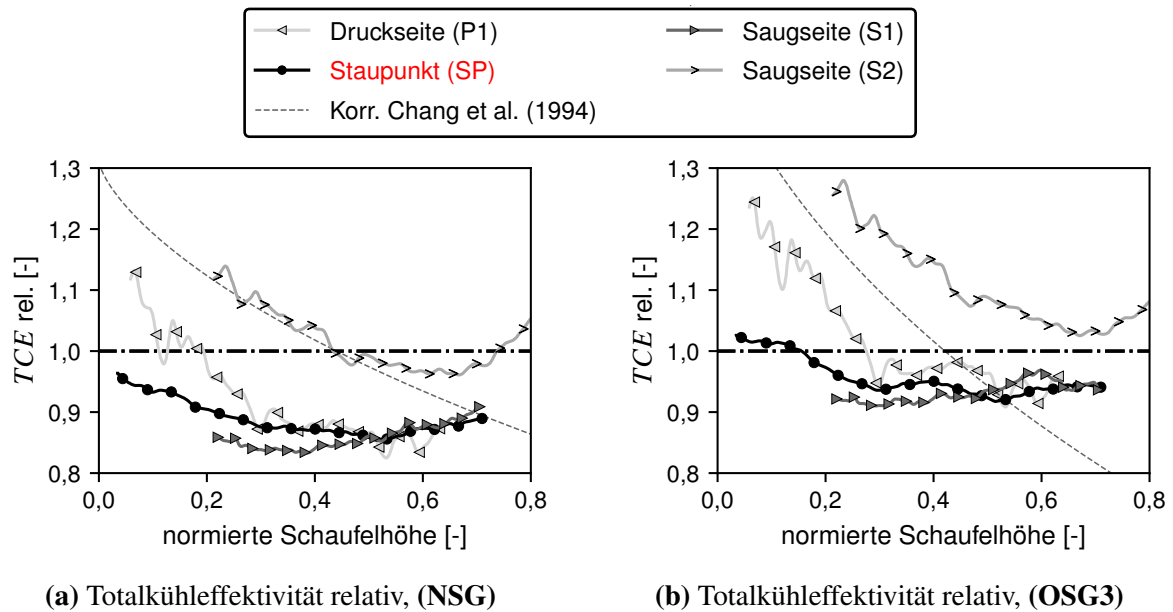 Druckseite (P1)
Staupunkt (SP)
Korr. Chang et al. (1994)
Saugseite (S1)
Saugseite (S2)
1,3
1,2
1,1
1,0
0,9
0,8
TCE rel. [-]
0,0 0,2 0,4 0,6 0,8
normierte Schaufelhöhe [-]
(a) Totalkühleffektivität relativ, (NSG)
1,3
1,2
1,1
1,0
0,9
0,8
TCE rel. [-]
0,0 0,2 0,4 0,6 0,8
normierte Schaufelhöhe [-]
(b) Totalkühleffektivität relativ, (OSG3)